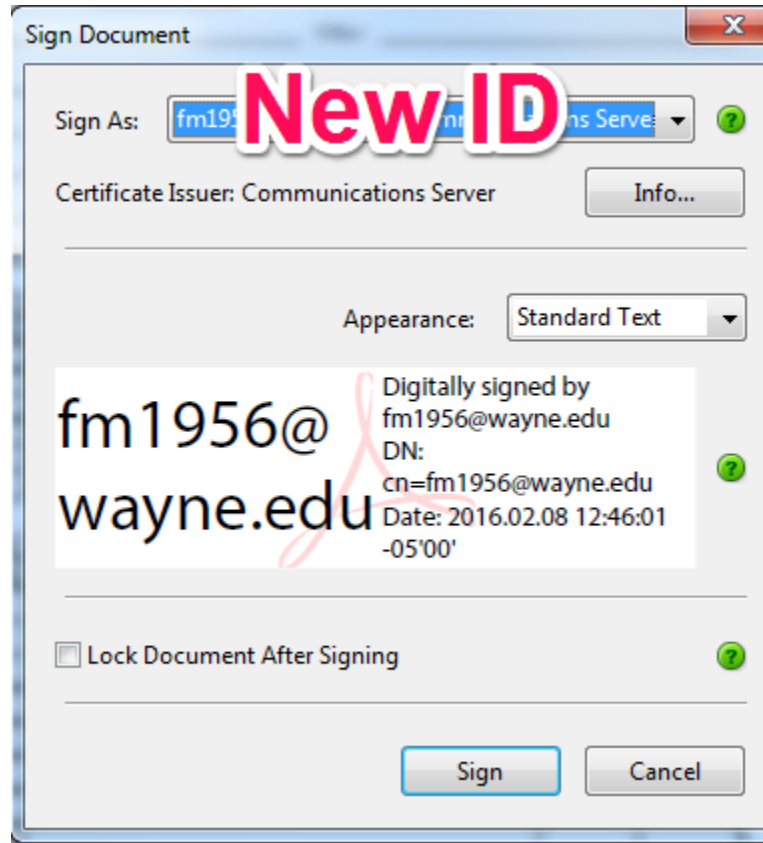 Sign Document
Sign As:
New ID
Serve
Certificate Issuer: Communications Server
Info...
Appearance:
Standard Text
fm1956@
wayne.edu
Digitally signed by
fm1956@wayne.edu
DN:
cn=fm1956@wayne.edu
Date: 2016.02.08 12:46:01
-05'00'
Lock Document After Signing
Sign
Cancel